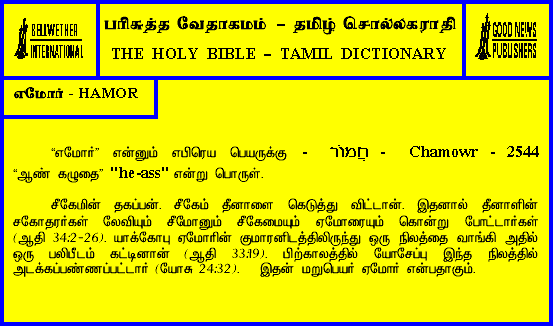 BELLWETHER
INTERNATIONAL
பரிசுத்த வேதாகமம் – தமிழ் சொல்லகராதி
THE HOLY BIBLE – TAMIL DICTIONARY
GOOD NEWS
PUBLISHERS
எமோர் - HAMOR
“எமோர்” என்னும் எபிரெய பெயருக்கு - חֲמוֹר - Chamowr - 2544
“ஆண் கழுதை” "he-ass" என்று பொருள்.
சீகேமின் தகப்பன். சீகேம் தீனாளை கெடுத்து விட்டான். இதனால் தீனாளின்
சகோதரர்கள் லேவியும் சீமோனும் சீகேமையும் ஏமோரையும் கொன்று போட்டார்கள்
(ஆதி 34:2-26). யாக்கோபு ஏமோரின் குமாரனிடத்திலிருந்து ஒரு நிலத்தை வாங்கி அதில்
ஒரு பலிபீடம் கட்டினான் (ஆதி 33:19). பிற்காலத்தில் யோசேப்பு இந்த நிலத்தில்
அடக்கப்பண்ணப்பட்டார் (யோசு 24:32). இதன் மறுபெயர் ஏமோர் என்பதாகும்.